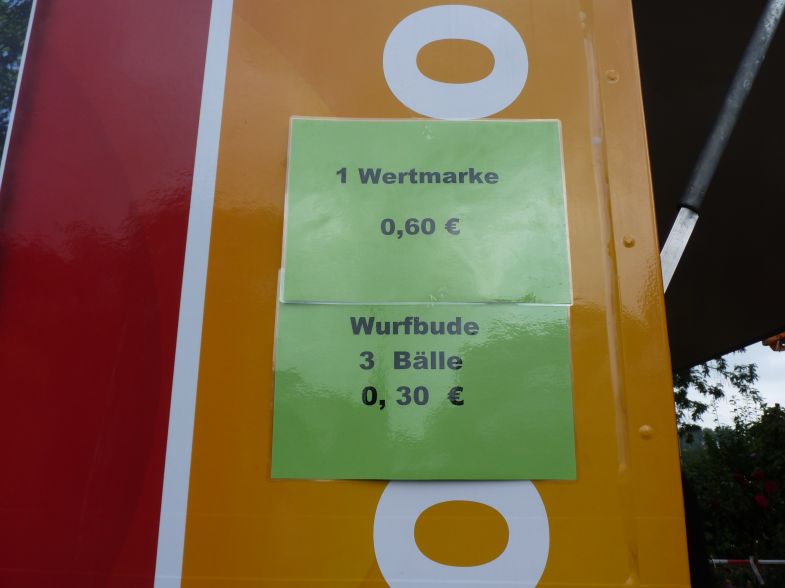 1 Wertmarke
0,60 €
Wurfbude
3 Bälle
0, 30 €